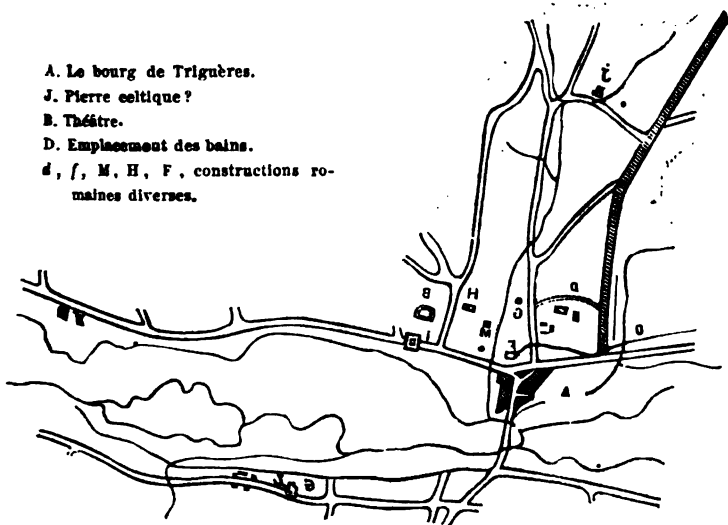 A. Le bourg de Triguères.
J. Pierre celtique ?
B. Théâtre.
D. Emplacement des bains.
d, f, M, H, F, constructions ro-
maines diverses.
B
H
M
G
D
F
A